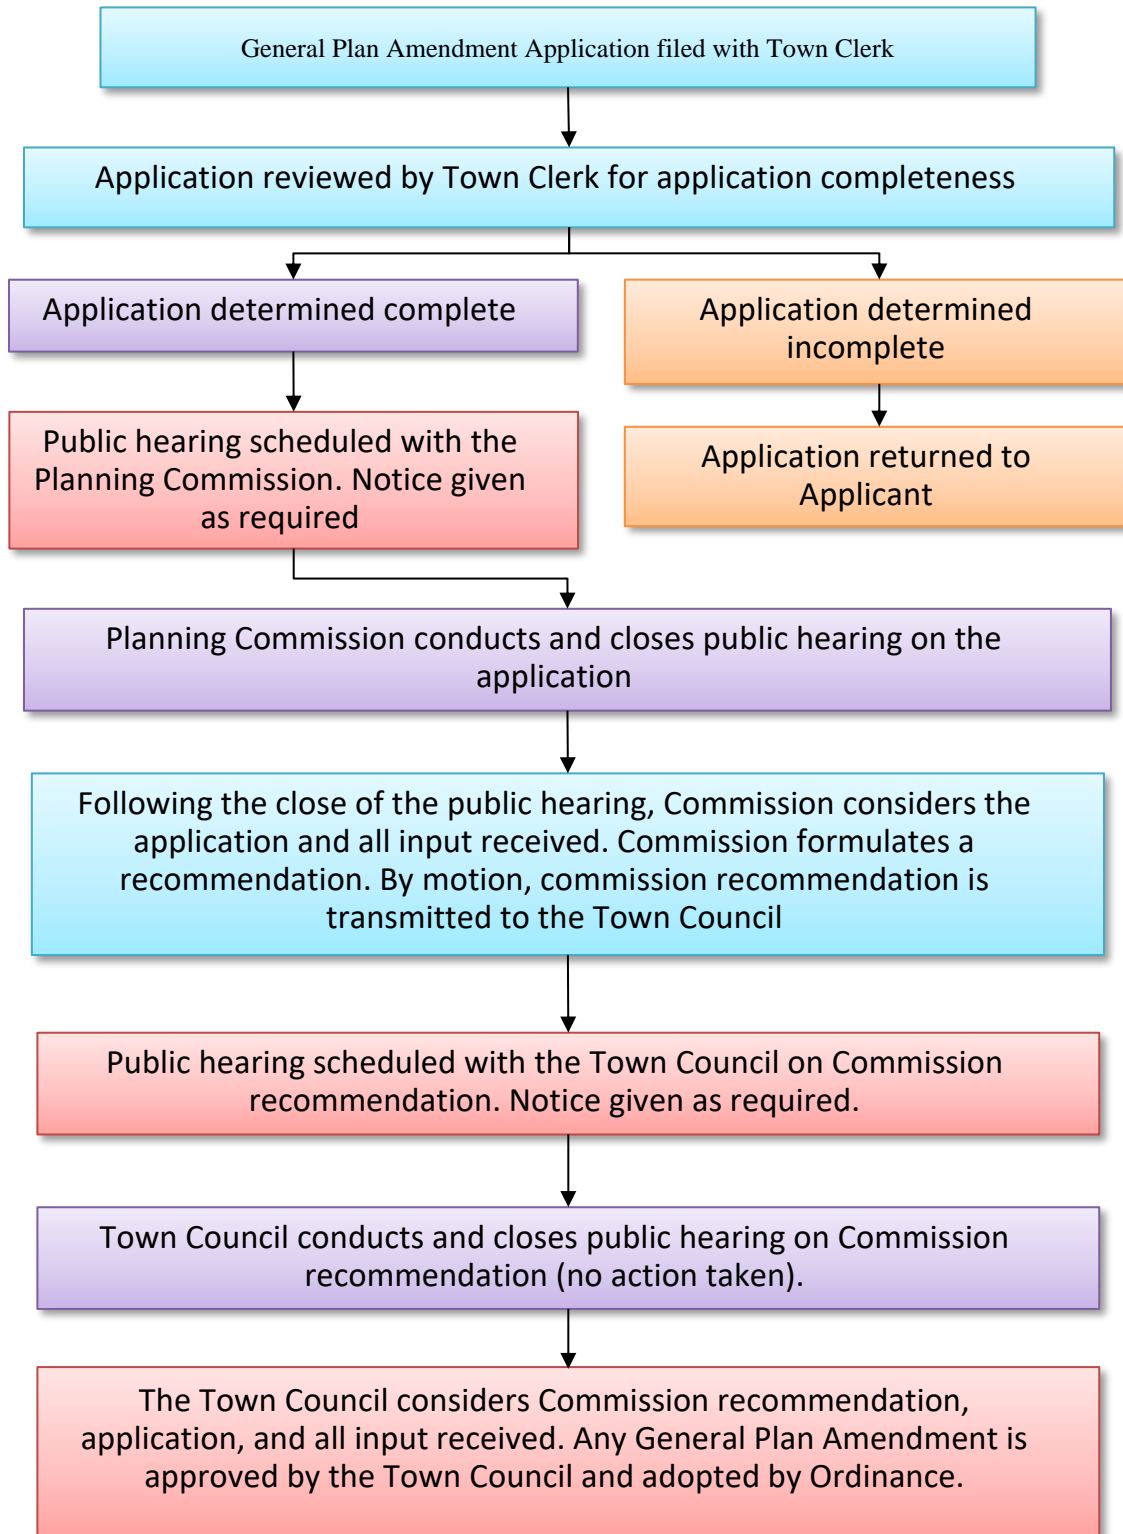 General Plan Amendment Application filed with Town Clerk
Application reviewed by Town Clerk for application completeness
Application determined complete
Application determined
incomplete
Public hearing scheduled with the
Planning Commission. Notice given
as required
Application returned to
Applicant
Planning Commission conducts and closes public hearing on the
application
Following the close of the public hearing, Commission considers the
application and all input received. Commission formulates a
recommendation. By motion, commission recommendation is
transmitted to the Town Council
Public hearing scheduled with the Town Council on Commission
recommendation. Notice given as required.
Town Council conducts and closes public hearing on Commission
recommendation (no action taken).
The Town Council considers Commission recommendation,
application, and all input received. Any General Plan Amendment is
approved by the Town Council and adopted by Ordinance.